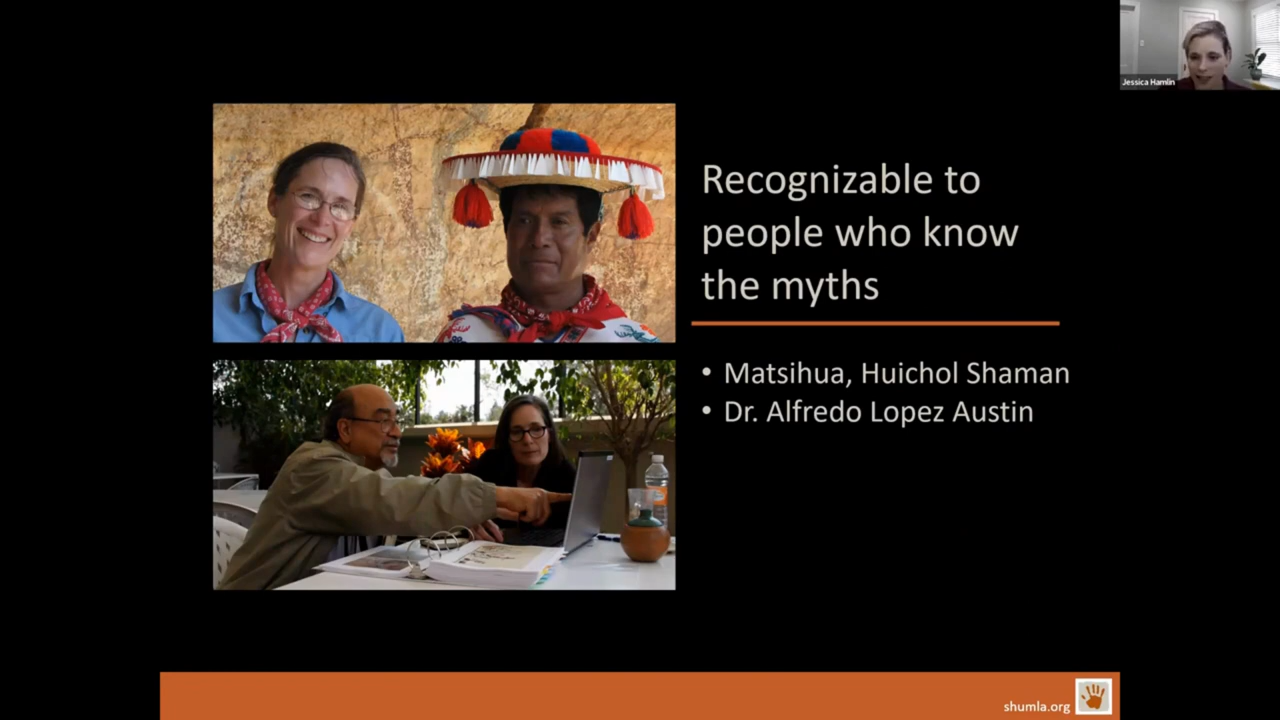 Jessica Hamlin
Recognizable to
people who know
the myths
• Matsihua, Huichol Shaman
• Dr. Alfredo Lopez Austin
shumla.org